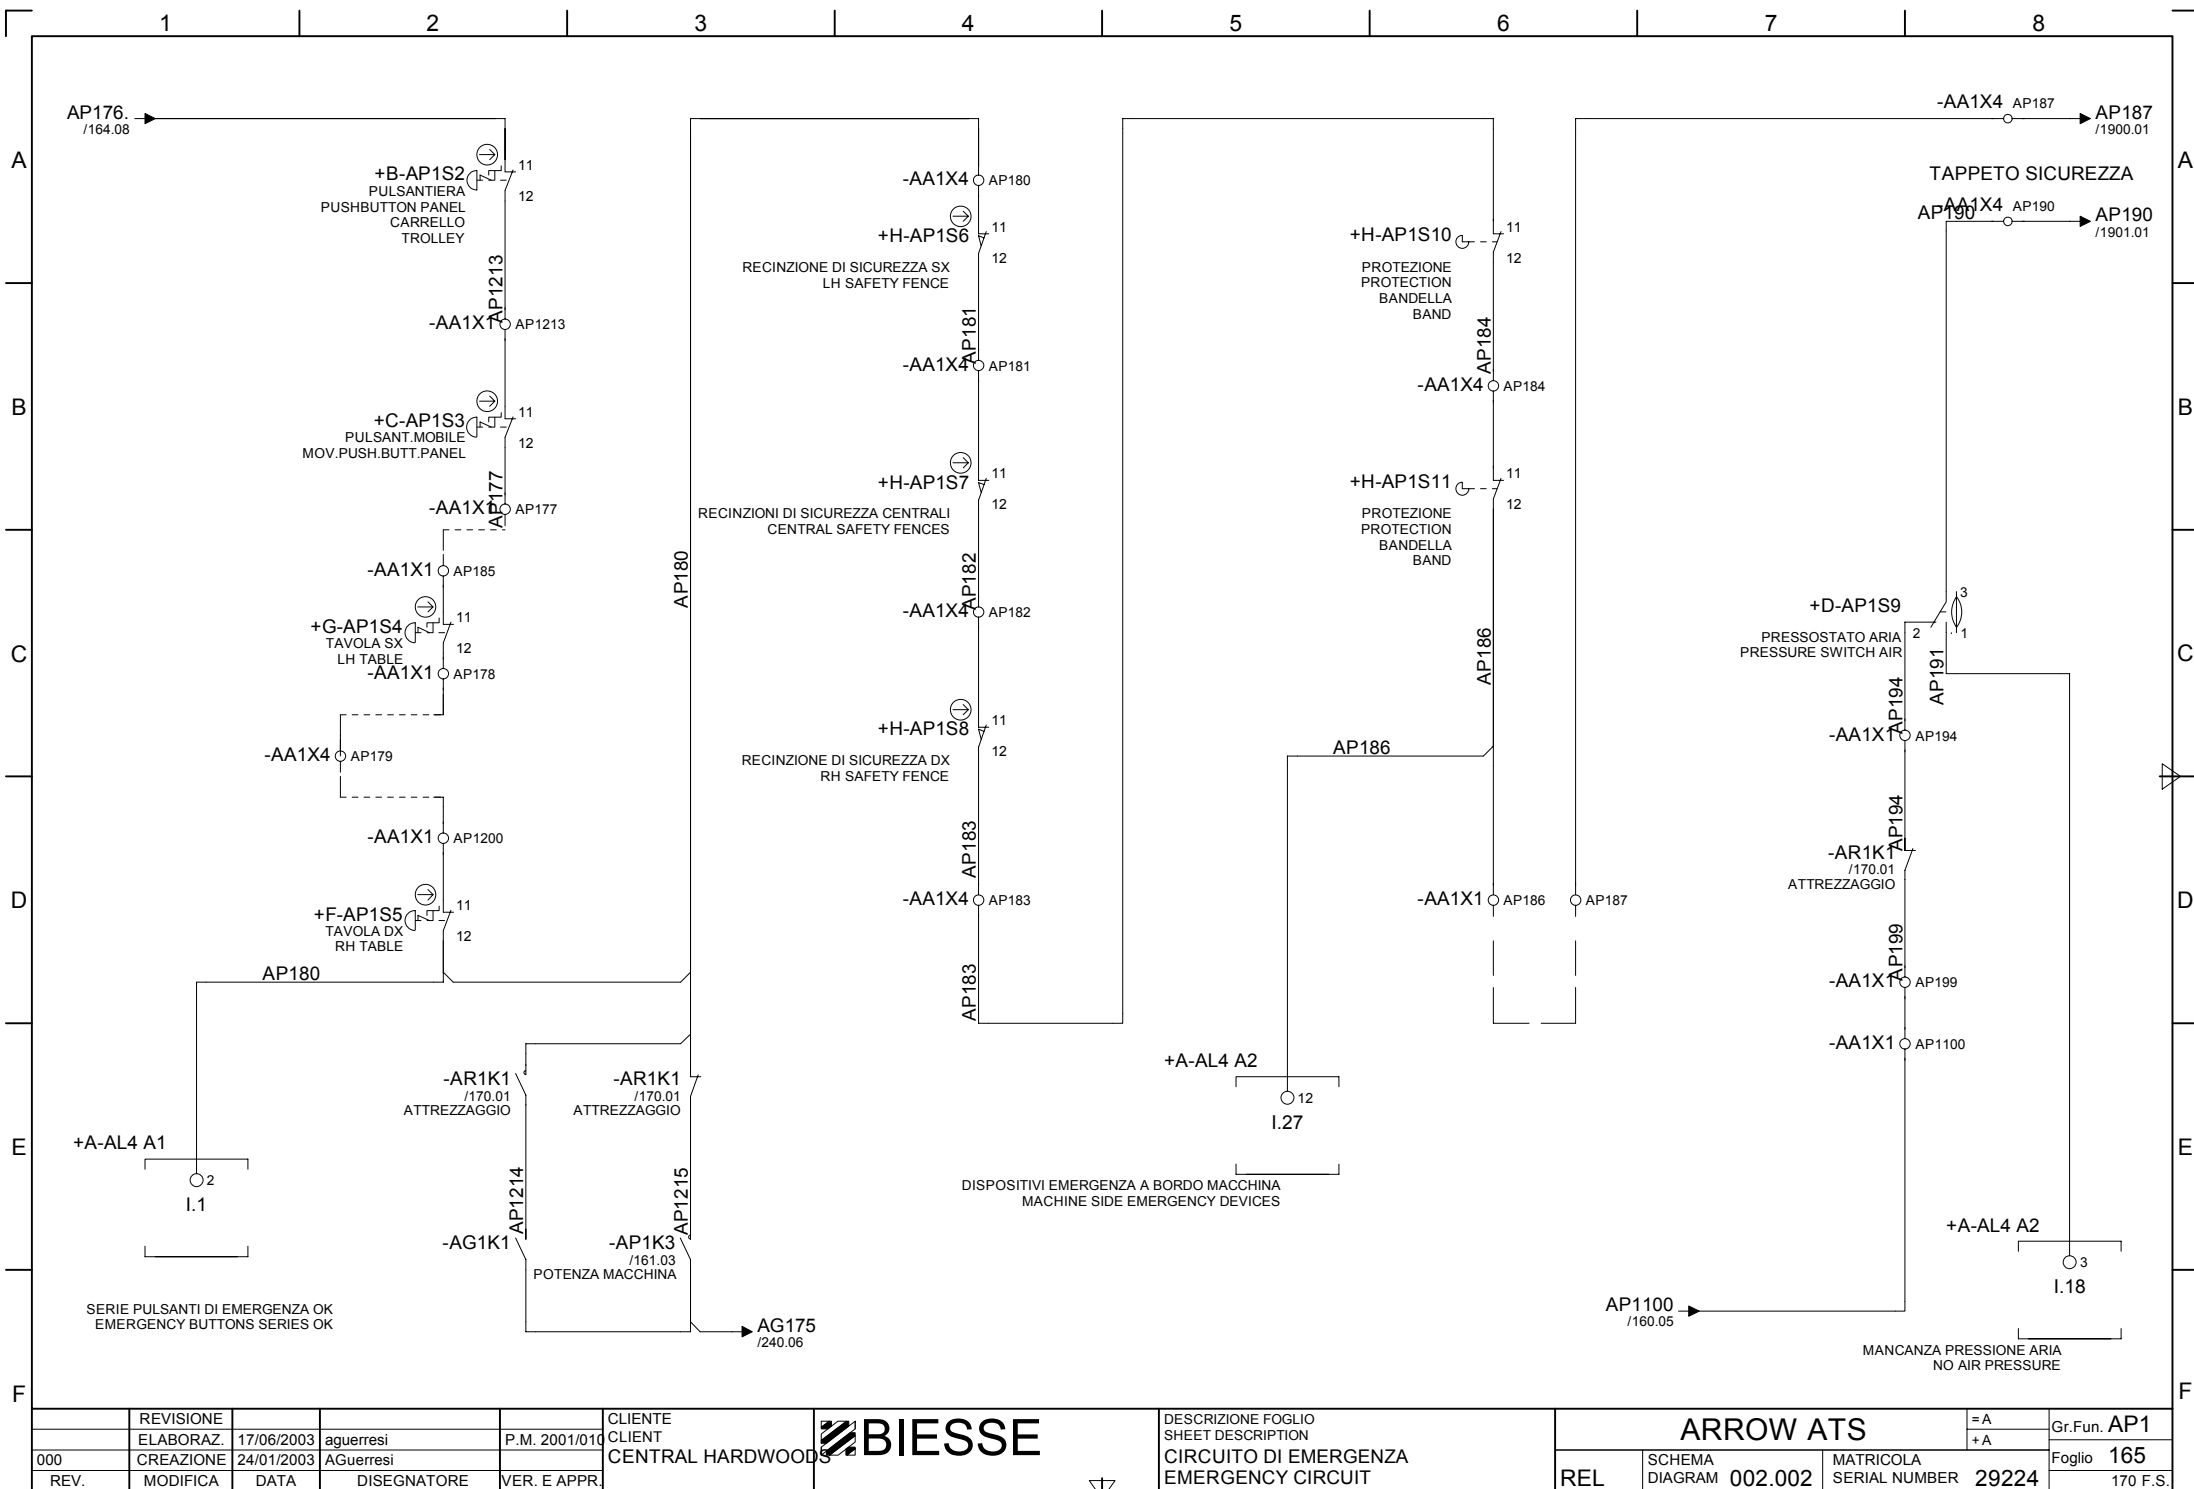 1 2 3 4 5 6 7 8
A
B
C
D
E
F
A
B
C
D
E
F
AP176.
/164.08
+B-AP1S2
PULSANTIERA
PUSHBUTTON PANEL
CARRELLO
TROLLEY
11
12
AP1213
-AA1X1 AP1213
+C-AP1S3
PULSANT.MOBILE
MOV.PUSH.BUTT.PANEL
11
12
AP177
-AA1X1 AP177
-AA1X1 AP185
+G-AP1S4
TAVOLA SX
LH TABLE
11
12
-AA1X1 AP178
-AA1X4 AP179
-AA1X1 AP1200
+F-AP1S5
TAVOLA DX
RH TABLE
11
12
AP180
+A-AL4 A1
2
I.1
SERIE PULSANTI DI EMERGENZA OK
EMERGENCY BUTTONS SERIES OK
AP180
-AR1K1
/170.01
ATTREZZAGGIO
-AR1K1
/170.01
ATTREZZAGGIO
AP1214
AP1215
-AG1K1
-AP1K3
/161.03
POTENZA MACCHINA
AG175
/240.06
-AA1X4 AP180
+H-AP1S6
RECINZIONE DI SICUREZZA SX
LH SAFETY FENCE
11
12
AP181
-AA1X4 AP181
+H-AP1S7
RECINZIONI DI SICUREZZA CENTRALI
CENTRAL SAFETY FENCES
11
12
AP182
-AA1X4 AP182
+H-AP1S8
RECINZIONE DI SICUREZZA DX
RH SAFETY FENCE
11
12
AP183
-AA1X4 AP183
AP183
+H-AP1S10
PROTEZIONE
PROTECTION
BANDELLA
BAND
11
12
AP184
-AA1X4 AP184
+H-AP1S11
PROTEZIONE
PROTECTION
BANDELLA
BAND
11
12
AP186
AP186
-AA1X1 AP186 AP187
+A-AL4 A2
12
I.27
DISPOSITIVI EMERGENZA A BORDO MACCHINA
MACHINE SIDE EMERGENCY DEVICES
-AA1X4 AP187
AP187
/1900.01
TAPPETO SICUREZZA
AP190
-AA1X4 AP190
AP190
/1901.01
+D-AP1S9
PRESSOSTATO ARIA
PRESSURE SWITCH AIR
3
2
1
AP191
AP194
-AA1X1 AP194
AP194
-AR1K1
/170.01
ATTREZZAGGIO
AP199
-AA1X1 AP199
-AA1X1 AP1100
AP1100
/160.05
+A-AL4 A2
3
I.18
MANCANZA PRESSIONE ARIA
NO AIR PRESSURE
REVISIONE
ELABORAZ. 17/06/2003 aguerresi P.M. 2001/010
000 CREAZIONE 24/01/2003 AGuerresi
REV. MODIFICA DATA DISEGNATORE VER. E APPR.
CLIENTE
CLIENT
CENTRAL HARDWOODS
BIESSE
DESCRIZIONE FOGLIO
SHEET DESCRIPTION
CIRCUITO DI EMERGENZA
EMERGENCY CIRCUIT
ARROW ATS
= A
+ A
Gr.Fun. AP1
REL
SCHEMA
DIAGRAM 002.002
MATRICOLA
SERIAL NUMBER 29224
Foglio 165
170 F.S.